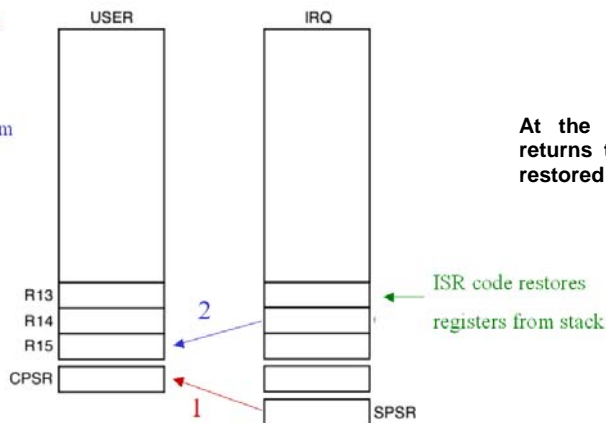 USER
IRQ
m
At the
returns t
restored
R13
R14
R15
CPSR
2
1
SPSR
ISR code restores
registers from stack